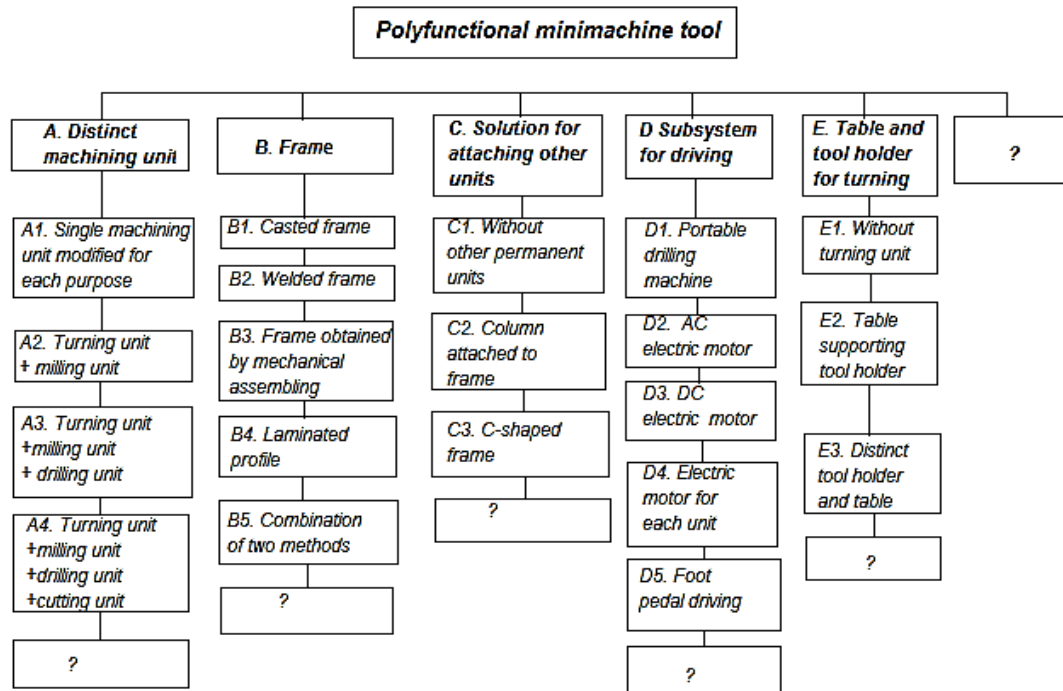 Polyfunctional minimachine tool
A. Distinct
machining unit
A1. Single machining
unit modified for
each purpose
A2. Turning unit
+ milling unit
A3. Turning unit
+milling unit
+ drilling unit
A4. Turning unit
+milling unit
+drilling unit
+cutting unit
?
B. Frame
B1. Casted frame
B2. Welded frame
B3. Frame obtained
by mechanical
assembling
B4. Laminated
profile
B5. Combination
of two methods
?
C. Solution for
attaching other
units
C1. Without
other permanent
units
C2. Column
attached to
frame
C3. C-shaped
frame
?
D Subsystem
for driving
D1. Portable
drilling
machine
D2. AC
electric motor
D3. DC
electric motor
D4. Electric
motor for
each unit
D5. Foot
pedal driving
?
E. Table and
tool holder
for turning
E1. Without
turning unit
E2. Table
supporting
tool holder
E3. Distinct
tool holder
and table
?
?